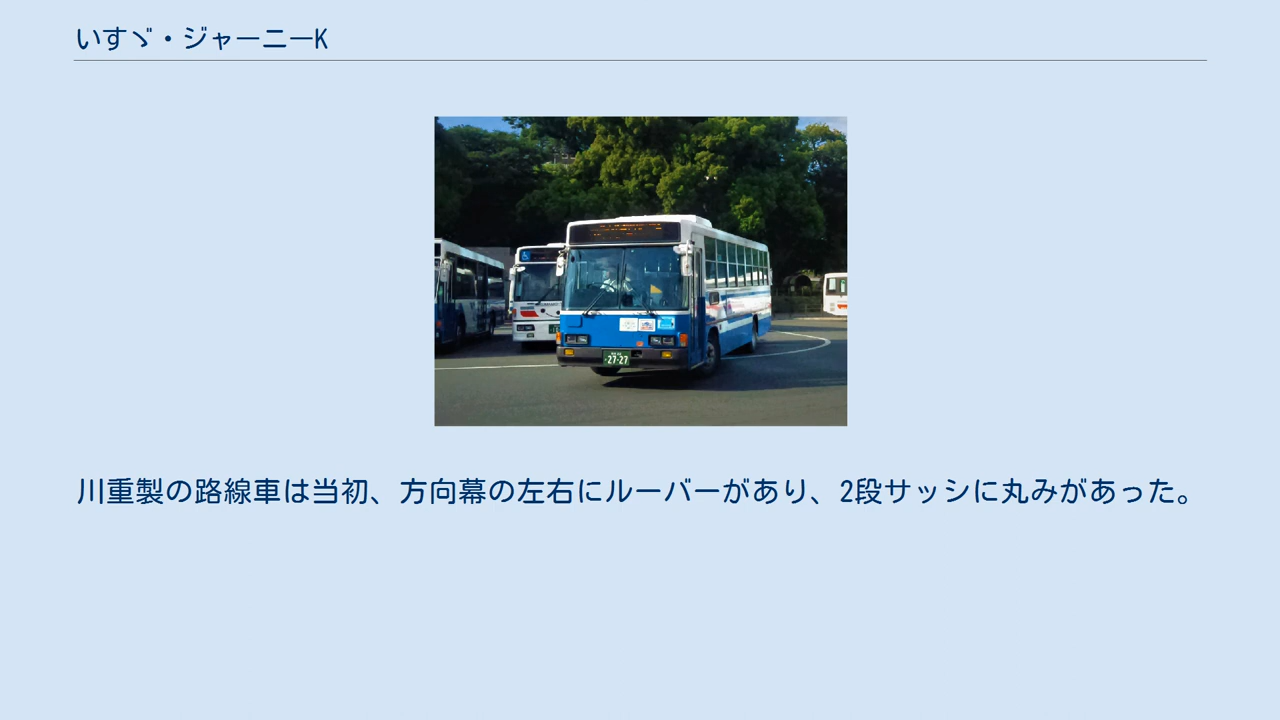 いすゞ・ジャーニーK
27-27
川重製の路線車は当初、方向幕の左右にルーバーがあり、2段サッシに丸みがあった。